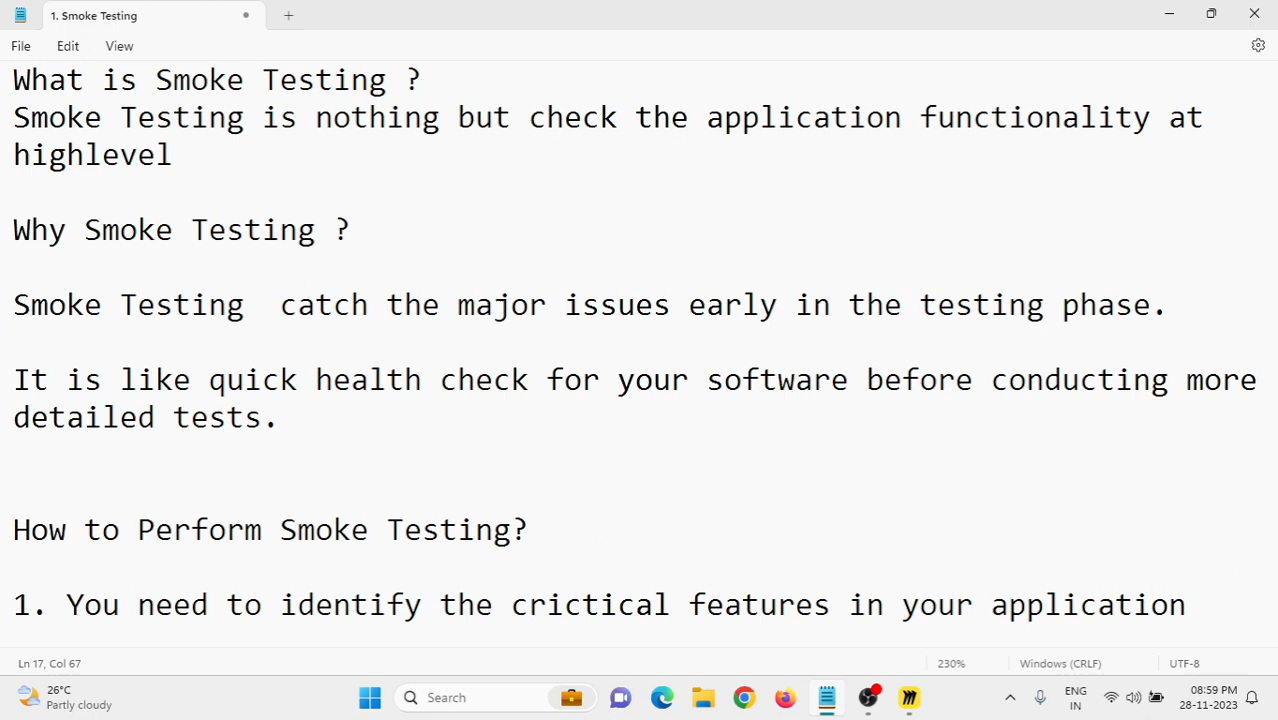 1. Smoke Testing
File Edit View
What is Smoke Testing ?
Smoke Testing is nothing but check the application functionality at
highlevel
Why Smoke Testing ?
Smoke Testing  catch the major issues early in the testing phase.
It is like quick health check for your software before conducting more
detailed tests.
How to Perform Smoke Testing?
1. You need to identify the crictical features in your application
Ln 17, Col 67 230% Windows (CRLF) UTF-8
26°C
Partly cloudy
Search
ENG
IN
08:59 PM
28-11-2023